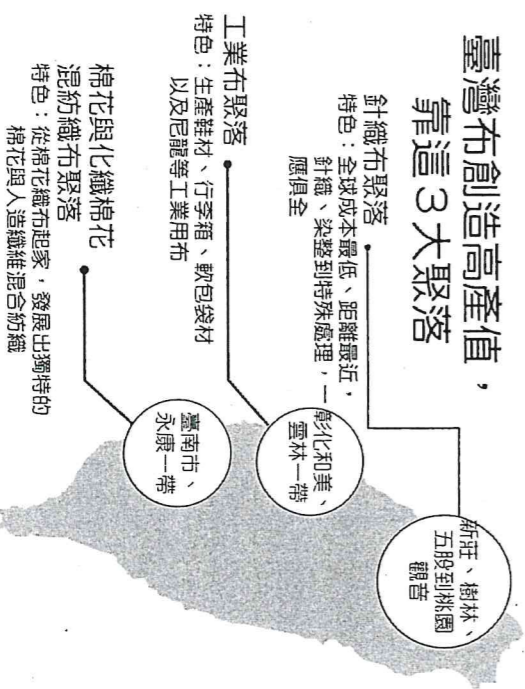 臺灣布創造高產值，
靠這3大聚落
針織布聚落
特色：全球成本最低、距離最近，
針織、染整到特殊處理，一
應俱全
新莊、樹林、
五股到桃園
觀音
工業布聚落
特色：生產鞋材、行李箱、軟包袋材
以及尼龍等工業用布
彰化和美、
雲林一帶
棉花與化纖棉花
混紡織布聚落
特色：從棉花織布起家，發展出獨特的
棉花與人造纖維混合紡織
臺南市、
永康一帶